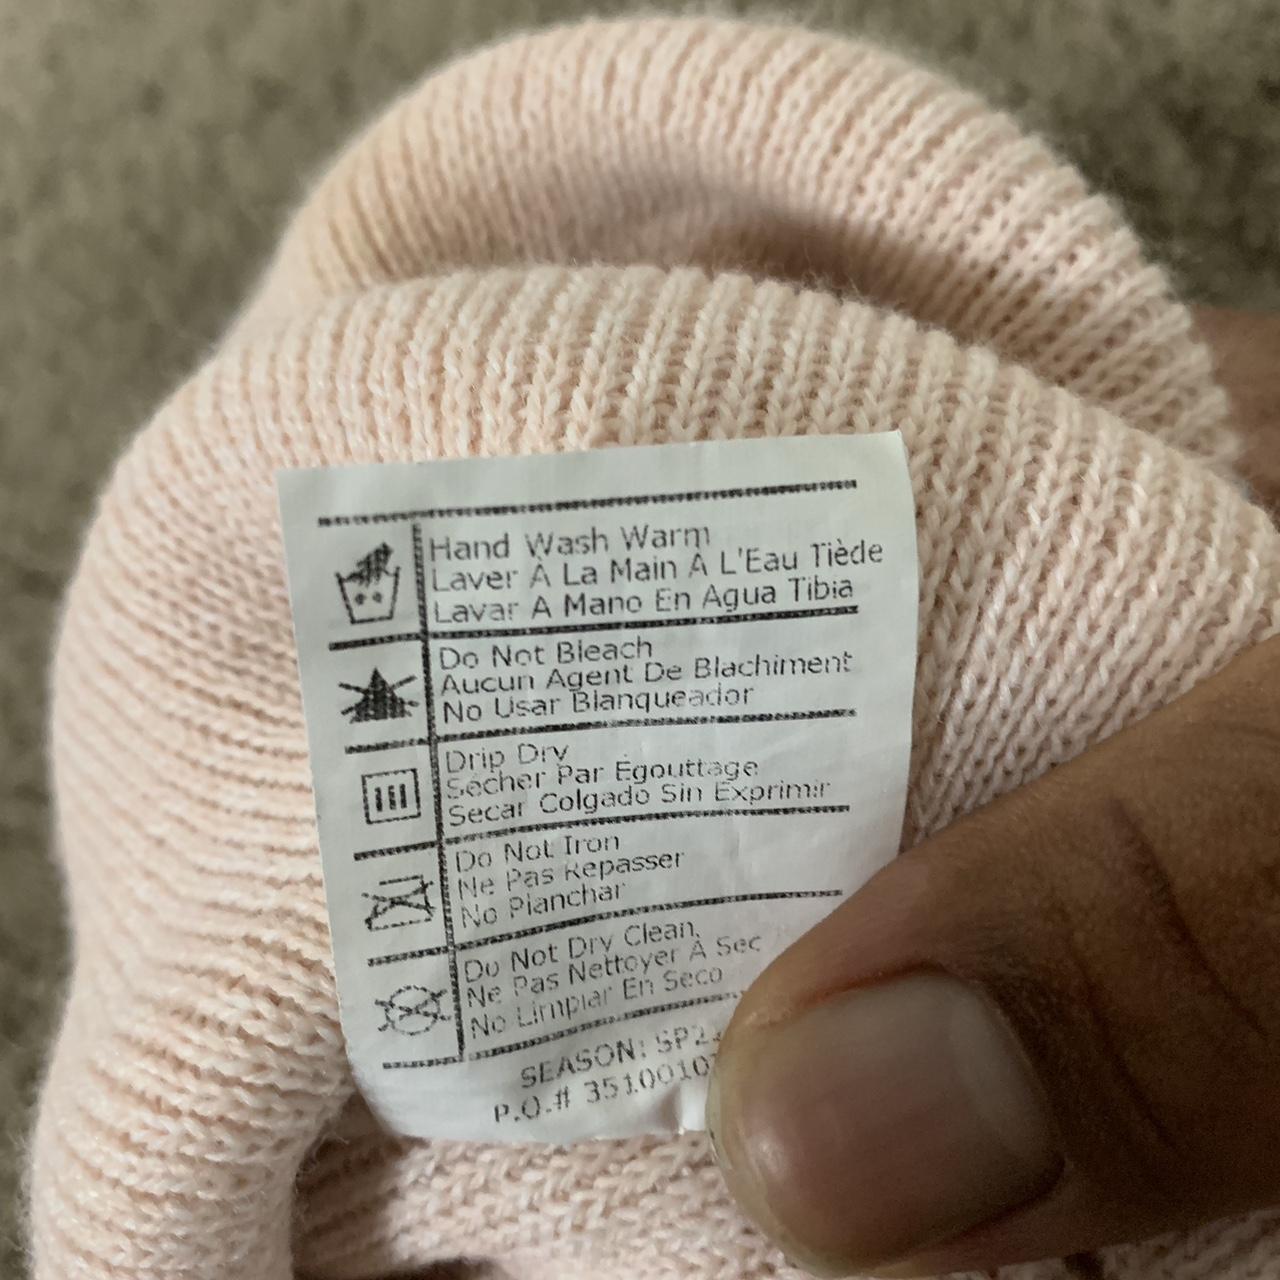 Hand Wash Warm
Laver À La Main À L'Eau Tiède
Lavar A Mano En Agua Tibia
Do Not Bleach
Aucun Agent De Blachiment
No Usar Blanqueador
Drip Dry
Sécher Par Égouttage
Secar Colgado Sin Exprimir
Do Not Iron
Ne Pas Repasser
No Planchar
Do Not Dry Clean.
Ne Pas Nettoyer À Sec
No Limpiar En Seco
SEASON:
P.O.#